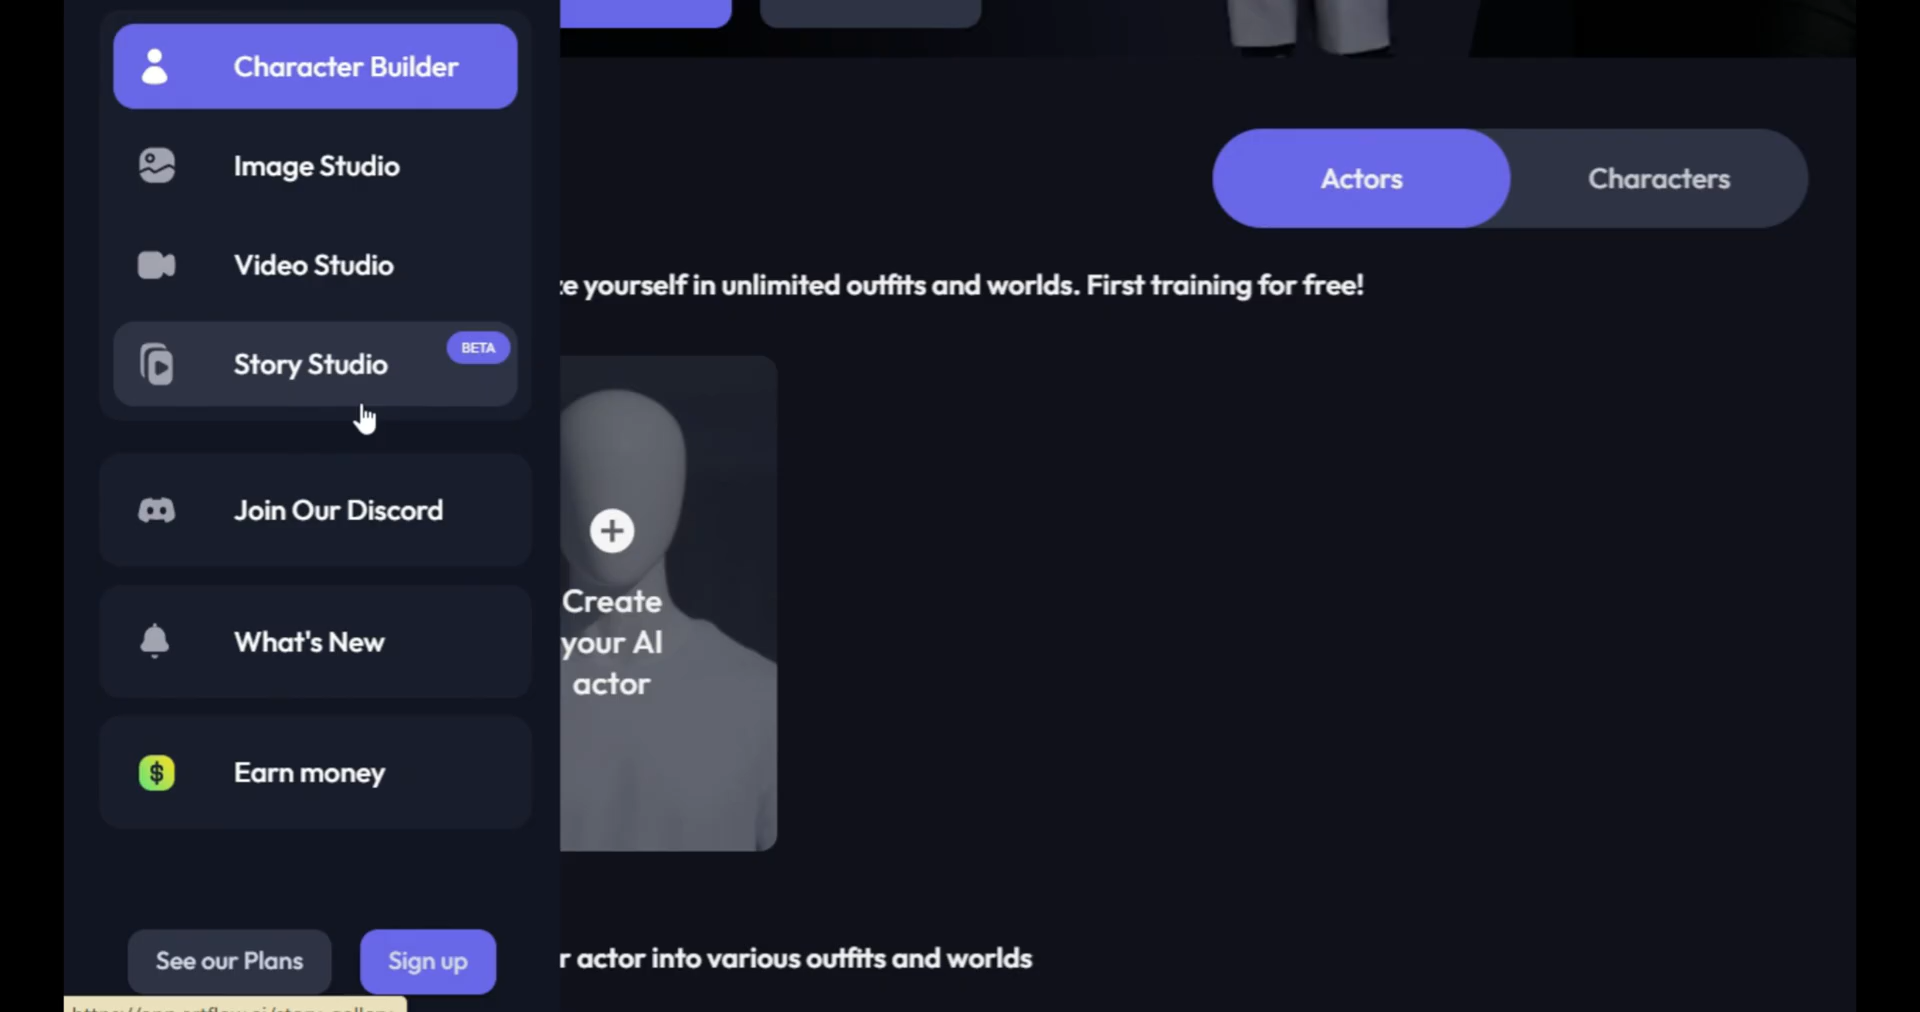 Character Builder
Image Studio
Video Studio
Story Studio
BETA
Join Our Discord
What's New
Earn money
See our Plans
Sign up
Actors
Characters
yourself in unlimited outfits and worlds. First training for free!
Create
your AI
actor
actor into various outfits and worlds